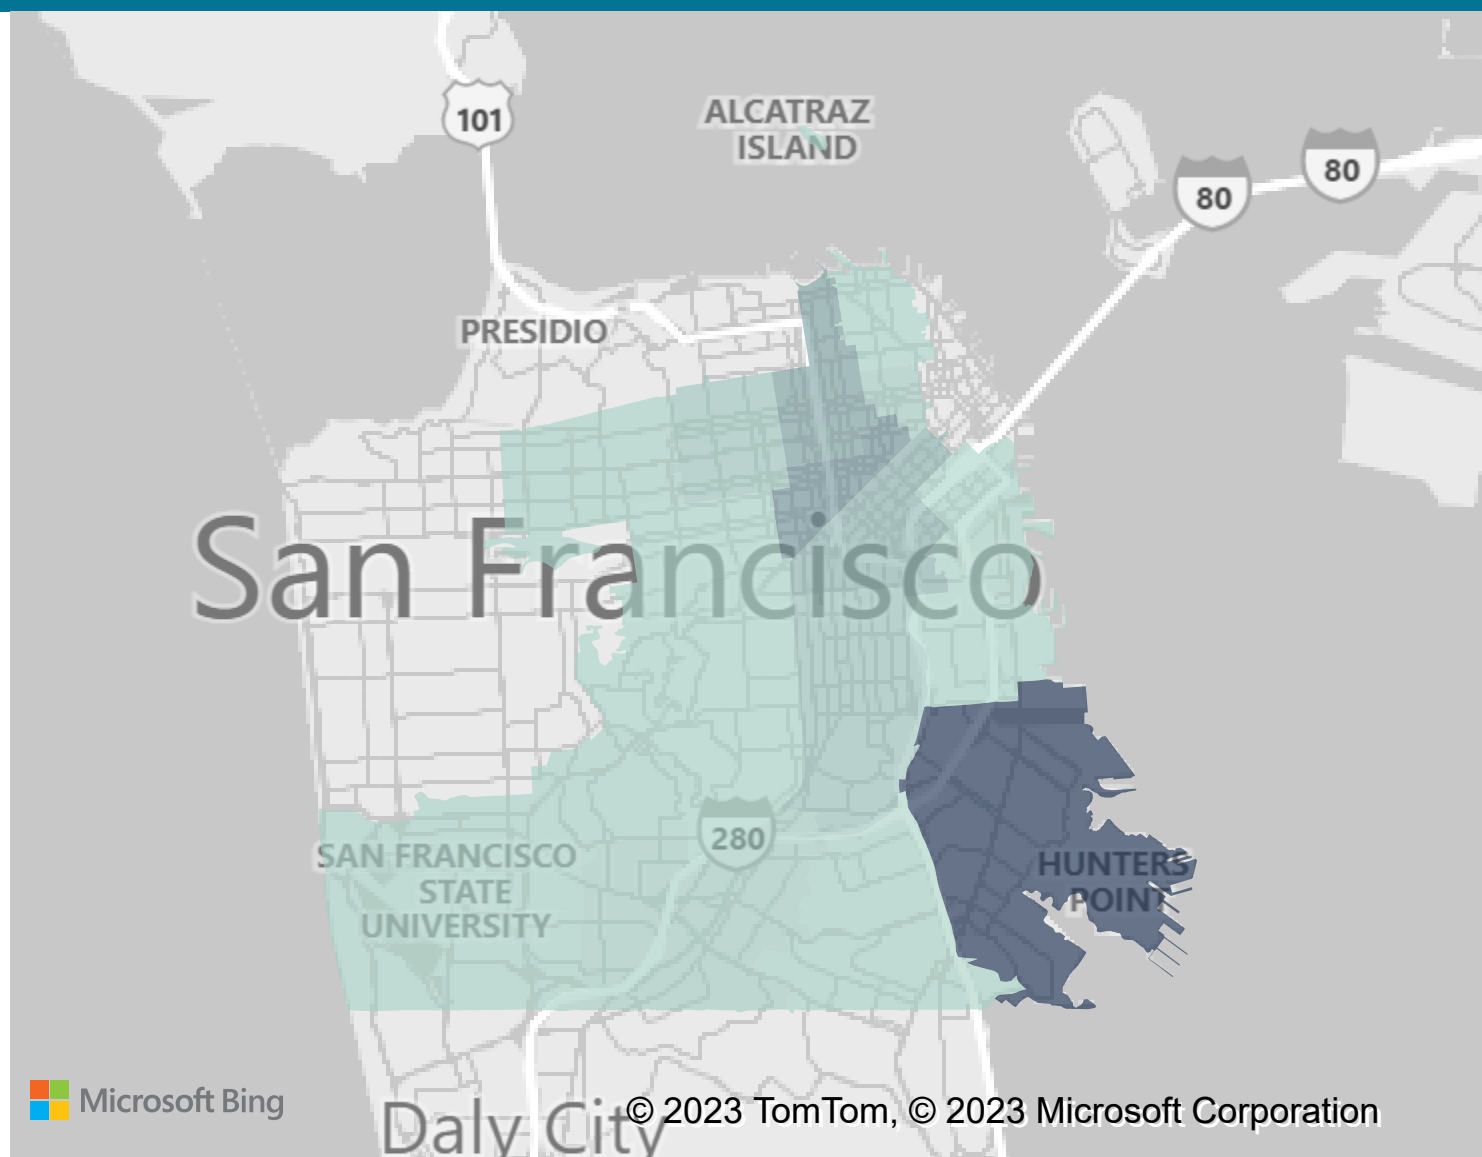 101
ALCATRAZ
ISLAND
80
80
PRESIDIO
San Francisco
280
SAN FRANCISCO
STATE
UNIVERSITY
HUNTERS
POINT
Microsoft Bing
Daly City
© 2023 TomTom, © 2023 Microsoft Corporation